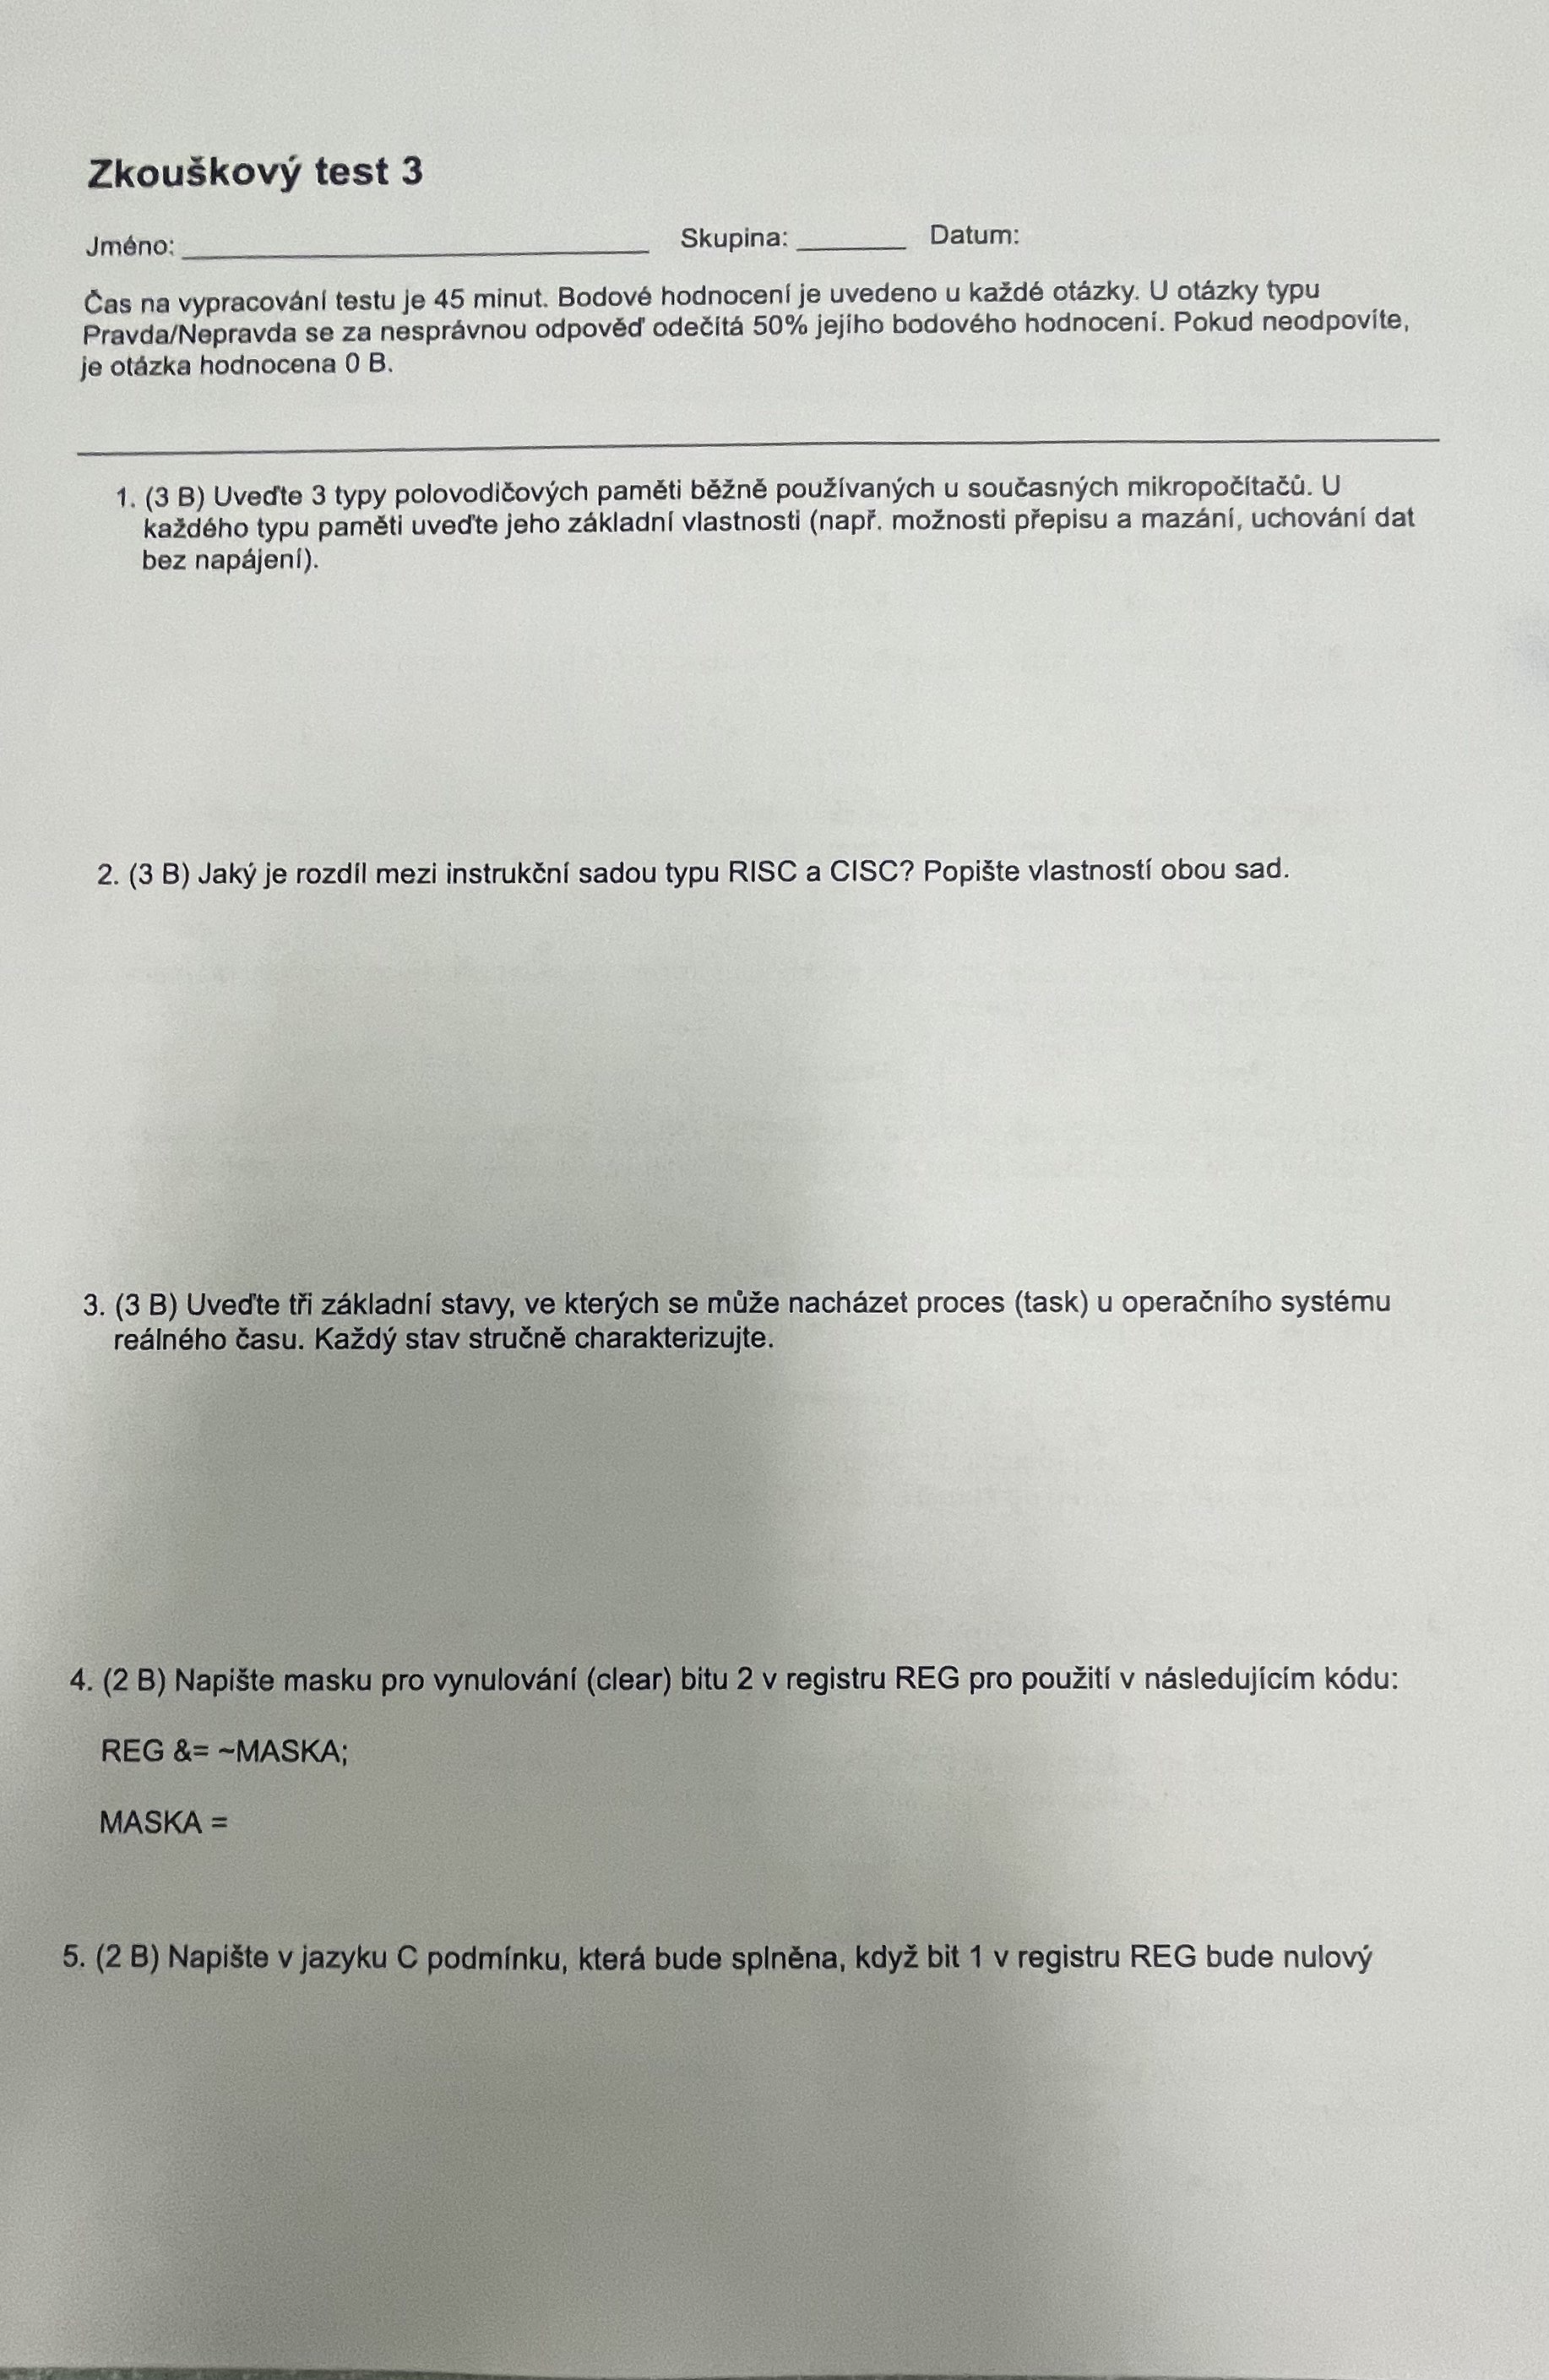 Zkouškový test 3
Jméno: Skupina: Datum:
Čas na vypracování testu je 45 minut. Bodové hodnocení je uvedeno u každé otázky. U otázky typu
Pravda/Nepravda se za nesprávnou odpověď odečítá 50% jejího bodového hodnocení. Pokud neodpovíte,
je otázka hodnocena 0 B.
1. (3 B) Uveďte 3 typy polovodičových paměti běžně používaných u současných mikropočítačů. U
každého typu paměti uveďte jeho základní vlastnosti (např. možnosti přepisu a mazání, uchování dat
bez napájení).
2. (3 B) Jaký je rozdíl mezi instrukční sadou typu RISC a CISC? Popište vlastností obou sad.
3. (3 B) Uveďte tři základní stavy, ve kterých se může nacházet proces (task) u operačního systému
reálného času. Každý stav stručně charakterizujte.
4. (2 B) Napište masku pro vynulování (clear) bitu 2 v registru REG pro použití v následujícím kódu:
REG &= ~MASKA;
MASKA =
5. (2 B) Napište v jazyku C podmínku, která bude splněna, když bit 1 v registru REG bude nulový